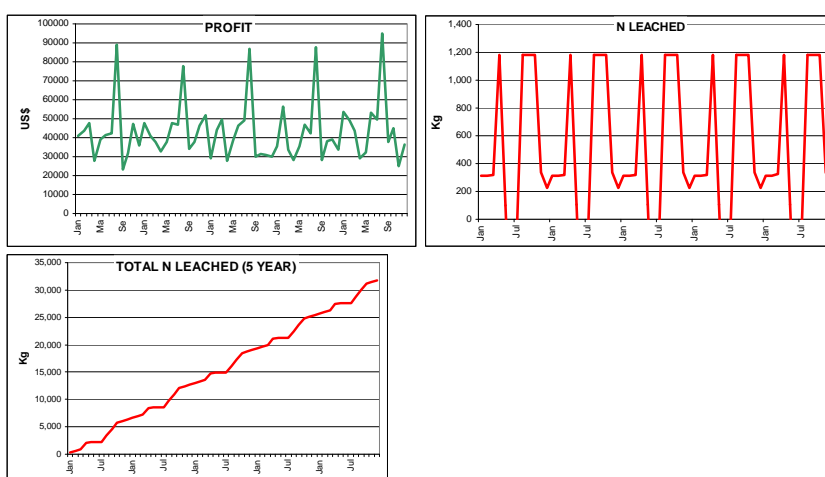 PROFIT
US$
100000
90000
80000
70000
60000
50000
40000
30000
20000
10000
0
Jan
Ma
Se
Jan
Ma
Se
Jan
Ma
Se
Jan
Ma
Se
Jan
Ma
Se
N LEACHED
Kg
1,400
1,200
1,000
800
600
400
200
0
Jan
Jul
Jan
Jul
Jan
Jul
Jan
Jul
Jan
Jul
TOTAL N LEACHED (5 YEAR)
Kg
35,000
30,000
25,000
20,000
15,000
10,000
5,000
0
Jan
Jul
Jan
Jul
Jan
Jul
Jan
Jul
Jan
Jul